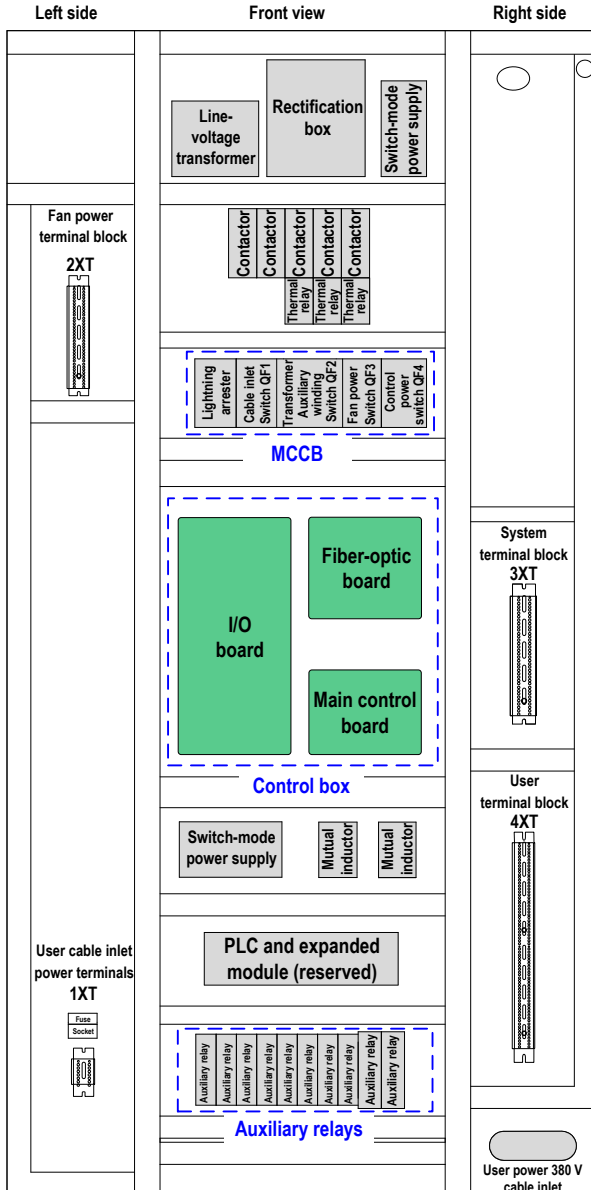 Left side
Front view
Right side
Line-
voltage
transformer
Rectification
box
Switch-mode
power supply
Fan power
terminal block
2XT
Contactor
Contactor
Contactor
Contactor
Contactor
Thermal
relay
Thermal
relay
Thermal
relay
Lightning
arrester
Cable inlet
Switch QF1
Transformer
Auxiliary
winding
Switch QF2
Fan power
Switch QF3
Control
power
switch QF4
MCCB
I/O
board
Fiber-optic
board
Main control
board
Control box
System
terminal block
3XT
User
terminal block
4XT
Switch-mode
power supply
Mutual
inductor
Mutual
inductor
PLC and expanded
module (reserved)
User cable inlet
power terminals
1XT
Fuse
Socket
Auxiliary relay
Auxiliary relay
Auxiliary relay
Auxiliary relay
Auxiliary relay
Auxiliary relay
Auxiliary relay
Auxiliary relay
Auxiliary relay
Auxiliary relay
Auxiliary relays
User power 380 V
cable inlet